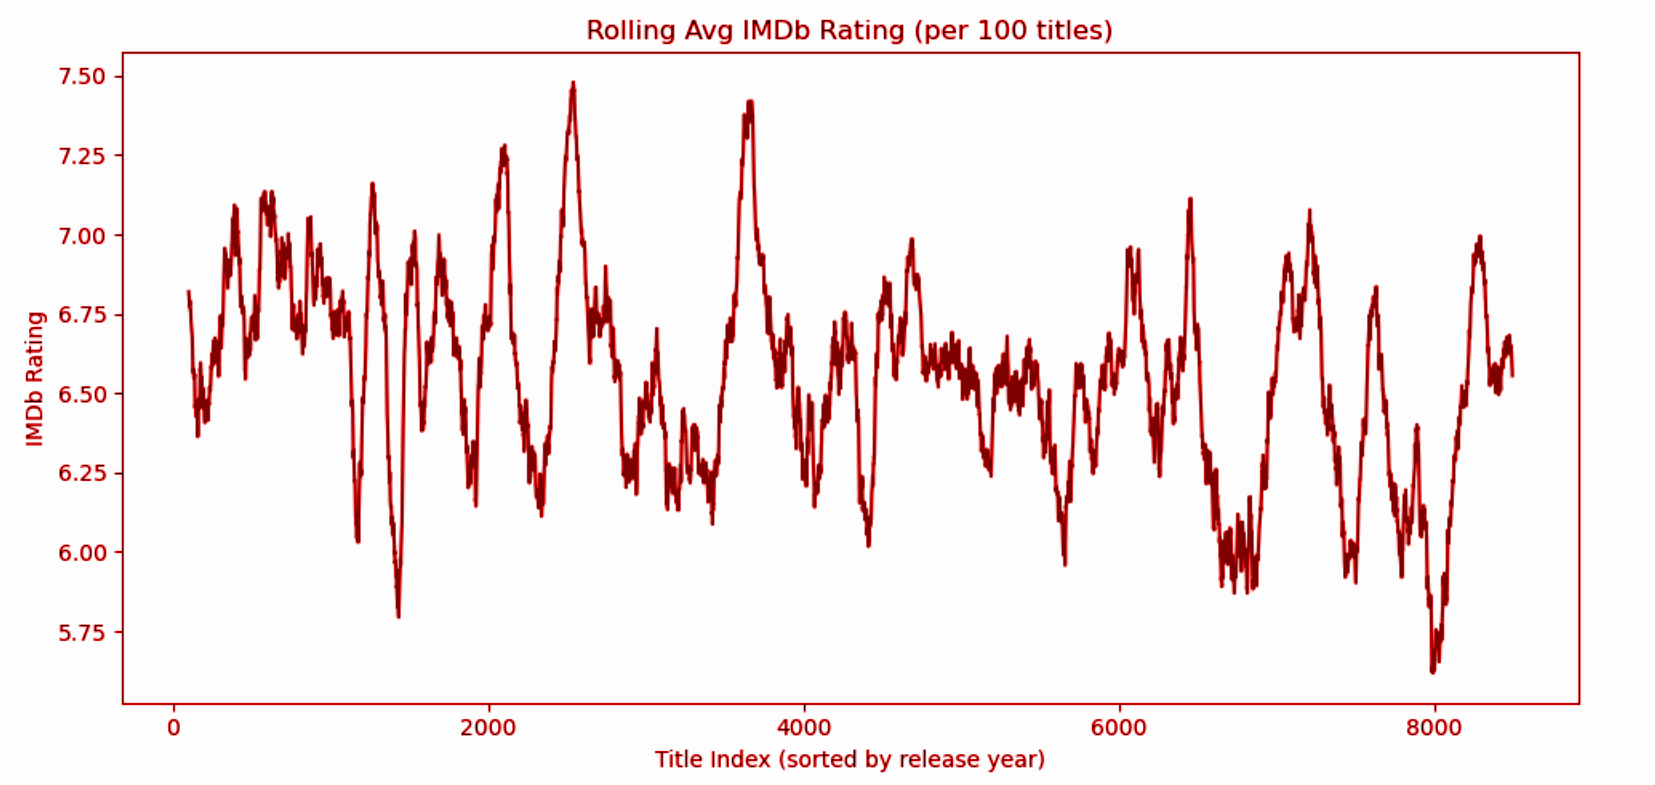 Rolling Avg IMDb Rating (per 100 titles)
7.50
7.25
7.00
6.75
6.50
6.25
6.00
5.75
IMDb Rating
0 2000 4000 6000 8000
Title Index (sorted by release year)